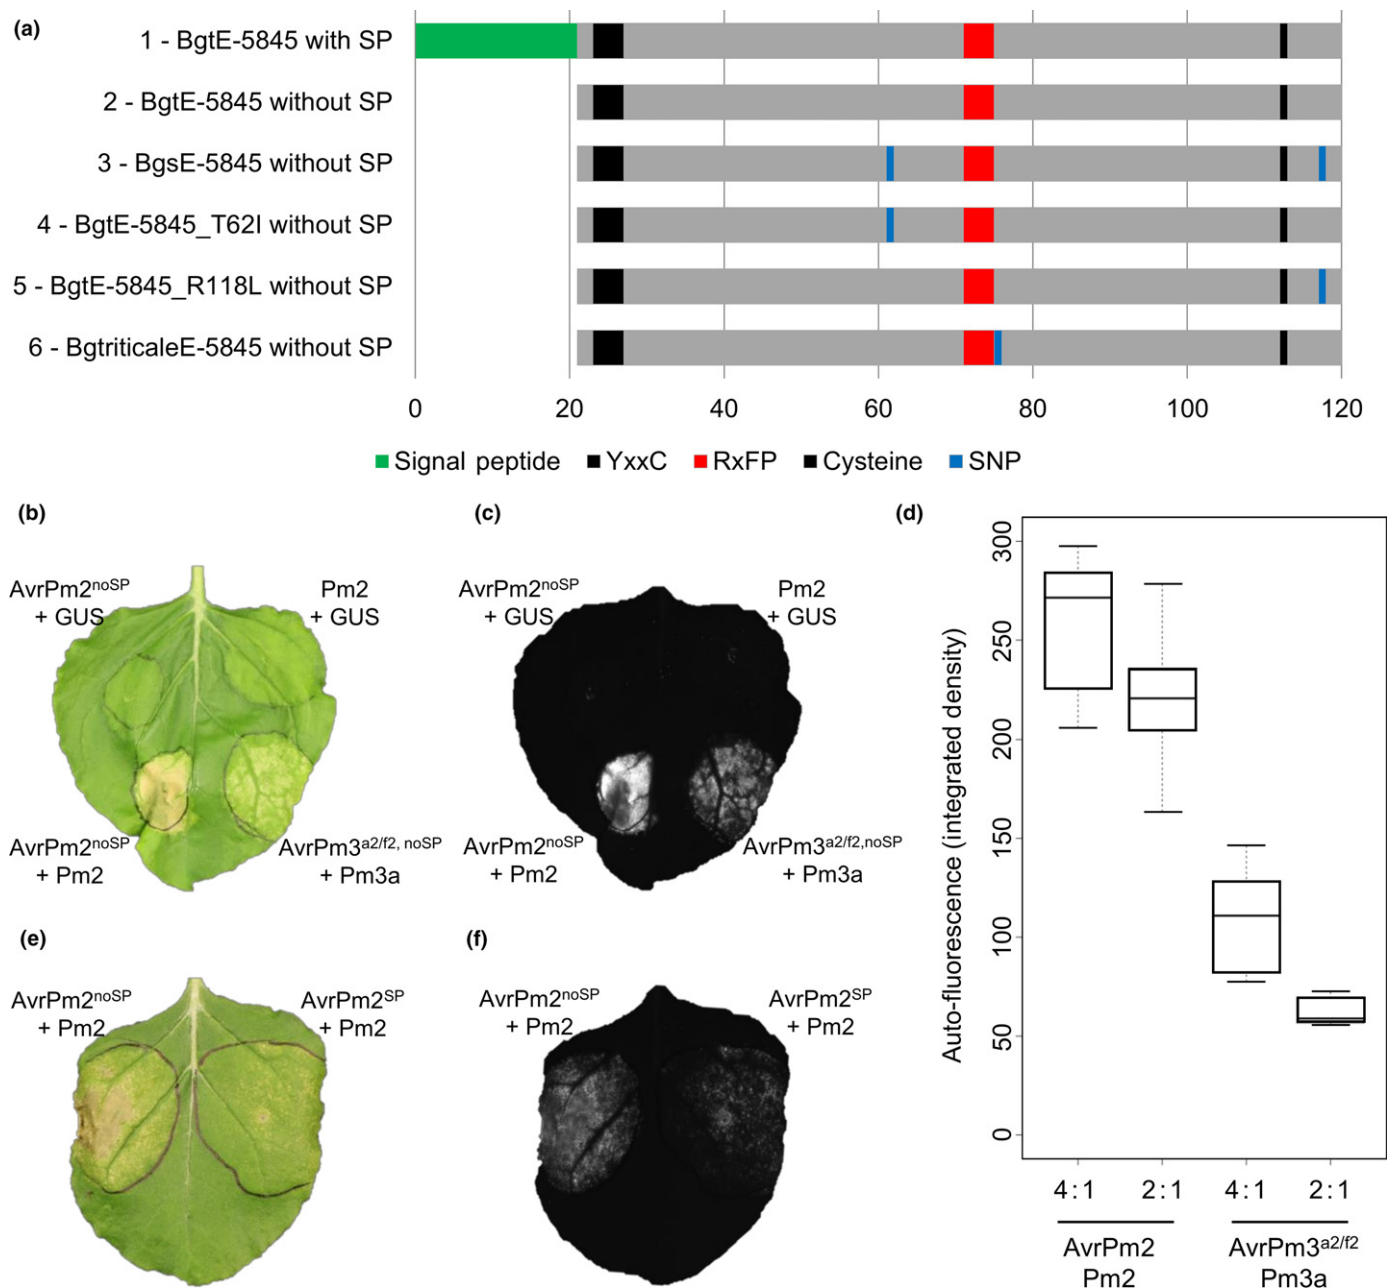 (a)
1 - BgtE-5845 with SP
2 - BgtE-5845 without SP
3 - BgsE-5845 without SP
4 - BgtE-5845_T62I without SP
5 - BgtE-5845_R118L without SP
6 - BgtriticaleE-5845 without SP
0 20 40 60 80 100 120
Signal peptide YxxC RxFP Cysteine SNP
(b)
AvrPm2noSP
+ GUS
Pm2
+ GUS
AvrPm2noSP
+ Pm2
AvrPm3a2/f2, noSP
+ Pm3a
(c)
AvrPm2noSP
+ GUS
Pm2
+ GUS
AvrPm2noSP
+ Pm2
AvrPm3a2/f2,noSP
+ Pm3a
(d)
Auto-fluorescence (integrated density)
300
250
200
150
100
50
0
4:1 2:1 4:1 2:1
AvrPm2
Pm2
AvrPm3a2/f2
Pm3a
(e)
AvrPm2noSP
+ Pm2
AvrPm2SP
+ Pm2
(f)
AvrPm2noSP
+ Pm2
AvrPm2SP
+ Pm2